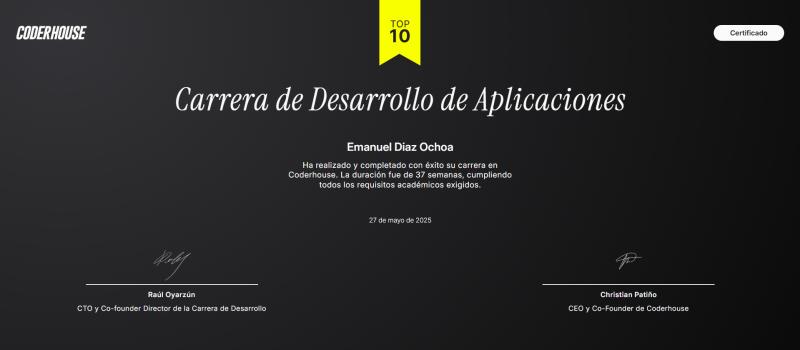 CODERHOUSE
TOP
10
Certificado
Carrera de Desarrollo de Aplicaciones
Emanuel Diaz Ochoa
Ha realizado y completado con éxito su carrera en
Coderhouse. La duración fue de 37 semanas, cumpliendo
todos los requisitos académicos exigidos.
27 de mayo de 2025
Raúl Oyarzún
CTO y Co-founder Director de la Carrera de Desarrollo
Christian Patiño
CEO y Co-Founder de Coderhouse